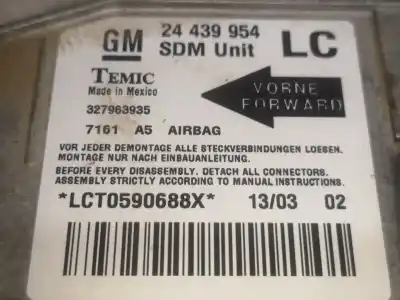 GM 24 439 954 LC
SDM Unit
TEMIC
Made in Mexico
VORNE
FORWARD
327963935
7161 A5 AIRBAG
VOR JEDER DEMONTAGE ALLE STECKVERBINDUNGEN LOESEN.
MONTAGE NUR NACH EINBAUANLEITUNG.
BEFORE EVERY DISASSEMBLY. DETACH ALL CONNECTORS.
ASSEMBLY STRICTLY ACCORDING TO MANUAL INSTRUCTIONS.
*LCT0590688X* 13/03 02